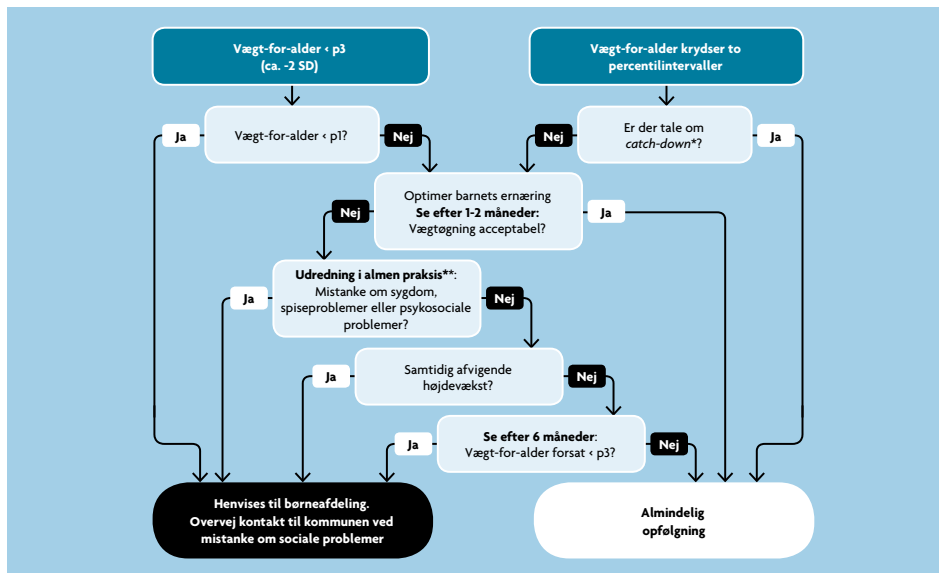 Vægt-for-alder < p3
(ca. -2 SD)
Vægt-for-alder krydser to
percentilintervaller
Ja
Vægt-for-alder < p1?
Nej
Nej
Er der tale om
catch-down*?
Ja
Optimer barnets ernæring
Se efter 1-2 måneder:
Vægtøgning acceptabel?
Nej
Ja
Udredning i almen praksis**:
Mistanke om sygdom,
spiseproblemer eller psykosociale
problemer?
Ja
Nej
Samtidig afvigende
højdevækst?
Ja
Nej
Se efter 6 måneder:
Vægt-for-alder forsat < p3?
Ja
Nej
Henvises til børneafdeling.
Overvej kontakt til kommunen ved
mistanke om sociale problemer
Almindelig
opfølgning